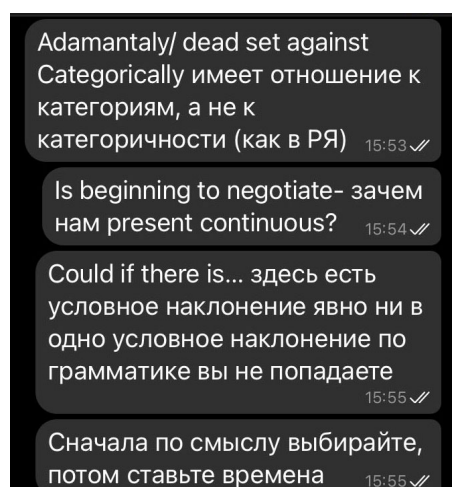 Adamantaly/ dead set against
Categorically имеет отношение к
категориям, а не к
категоричности (как в РЯ) 15:53
Is beginning to negotiate- зачем
нам present continuous? 15:54
Could if there is... здесь есть
условное наклонение явно ни в
одно условное наклонение по
грамматике вы не попадаете
15:55
Сначала по смыслу выбирайте,
потом ставьте времена 15:55